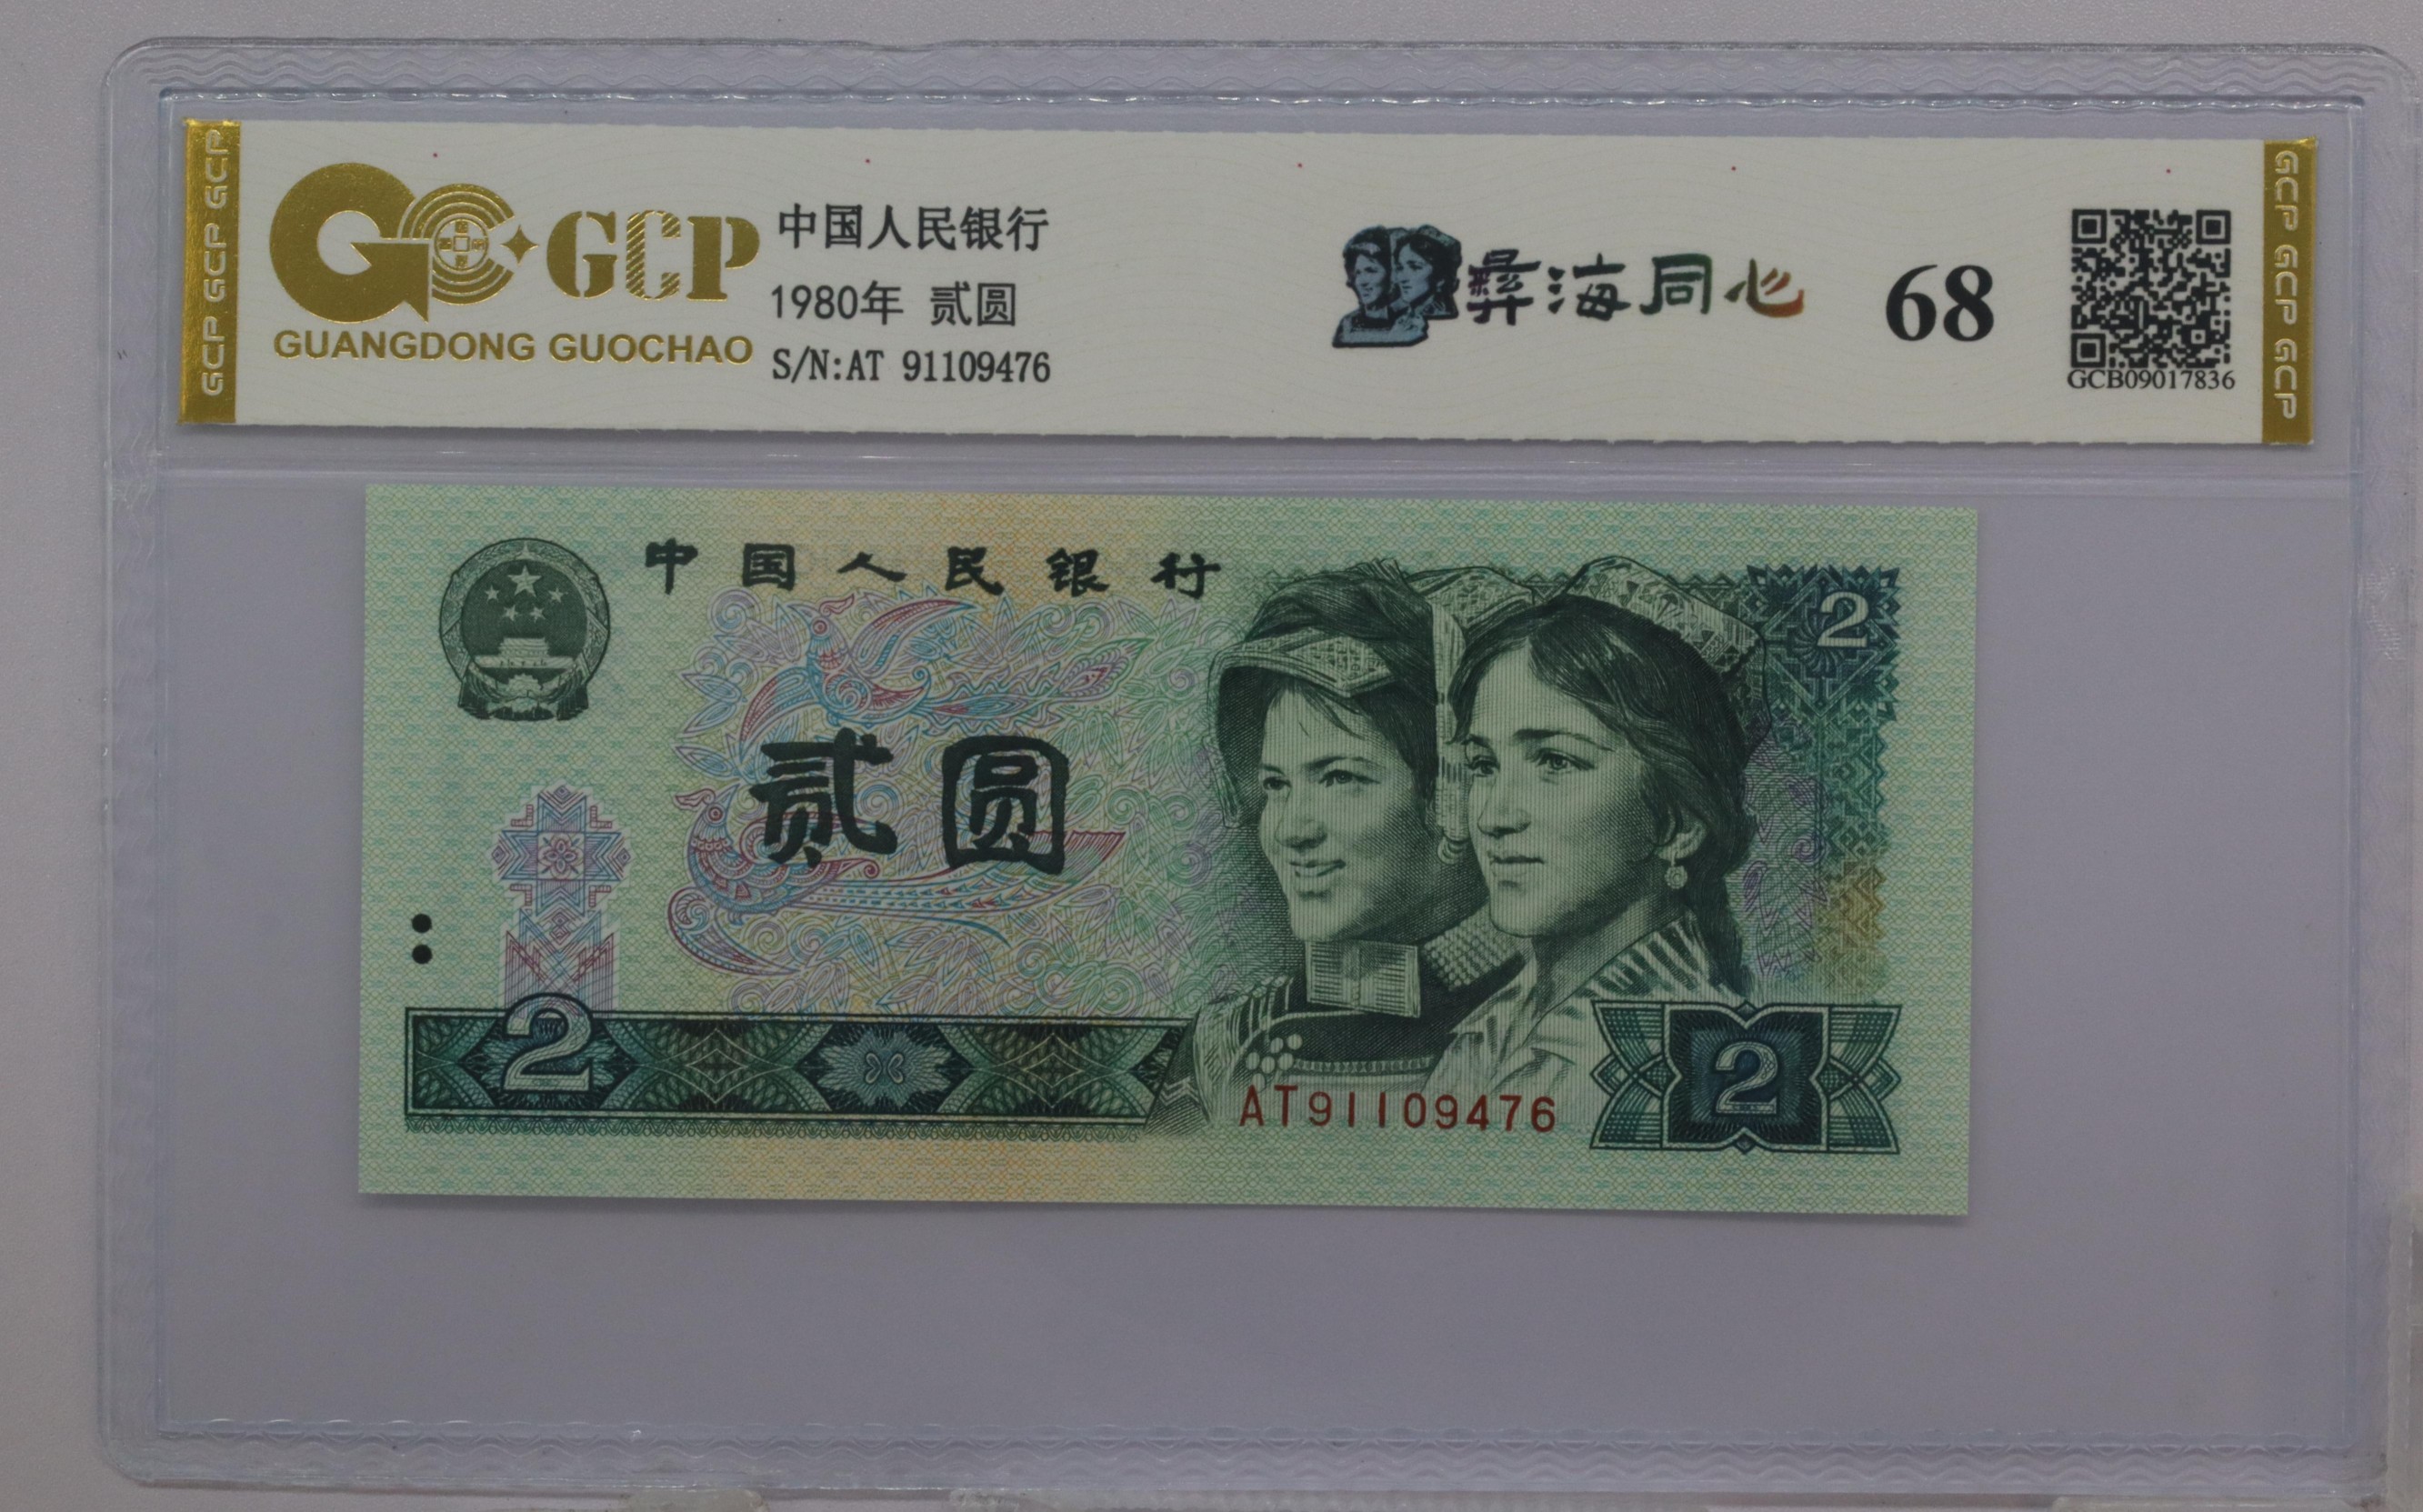 GCP GCP GCP
GCP
GUANGDONG GUOCHAO
中国人民银行
1980年 贰圆
S/N:AT 91109476
彝海同心
68
GCB09017836
GCP GCP GCP
中国人民银行
2
贰圆
2
AT91109476
2